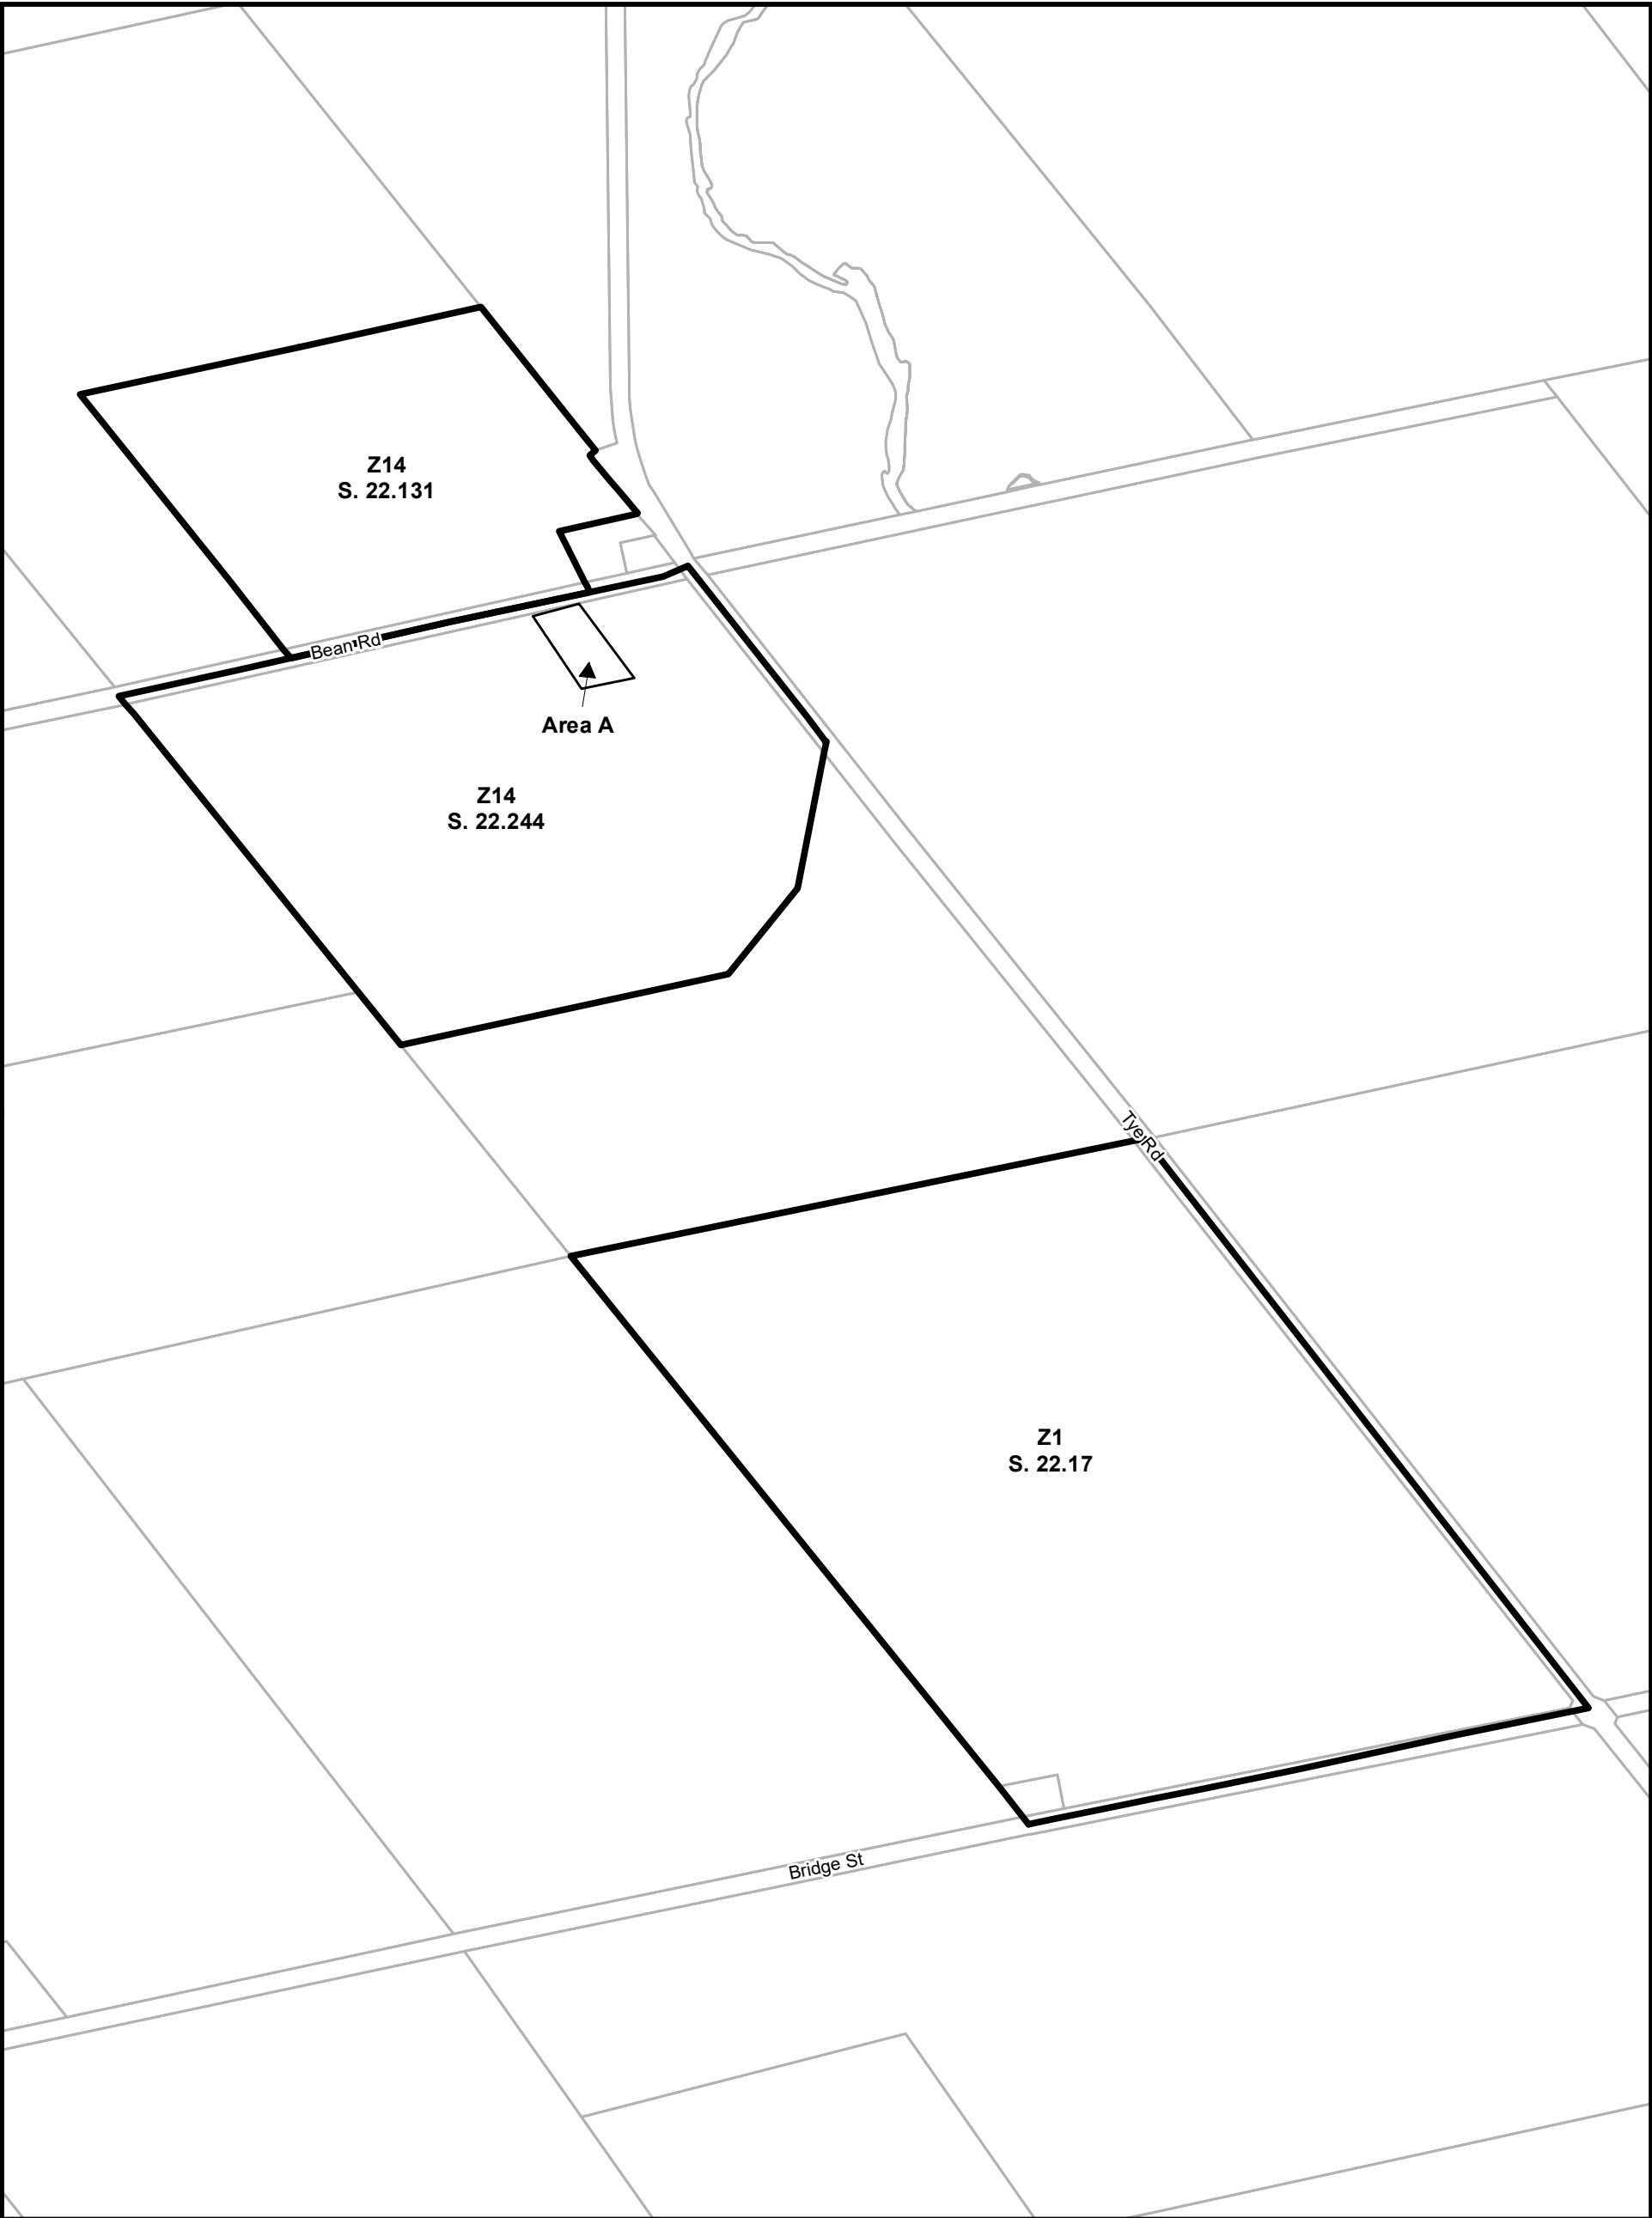 Z14
S. 22.131
Bean Rd
Area A
Z14
S. 22.244
Tye Rd
Z1
S. 22.17
Bridge St